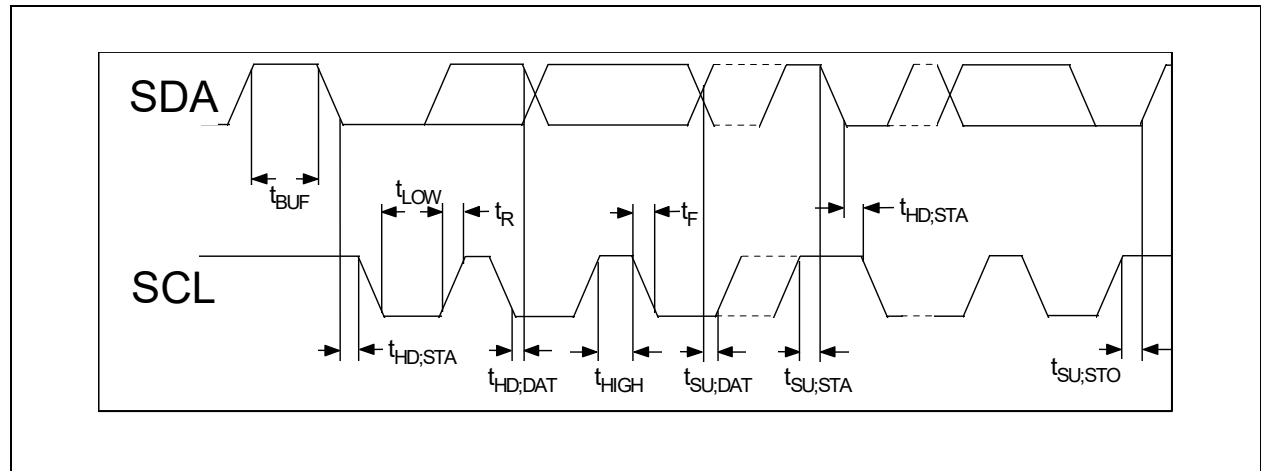 SDA
tBUF
tLOW
tR
tF
tHD;STA
SCL
tHD;STA
tHD;DAT
tHIGH
tSU;DAT
tSU;STA
tSU;STO